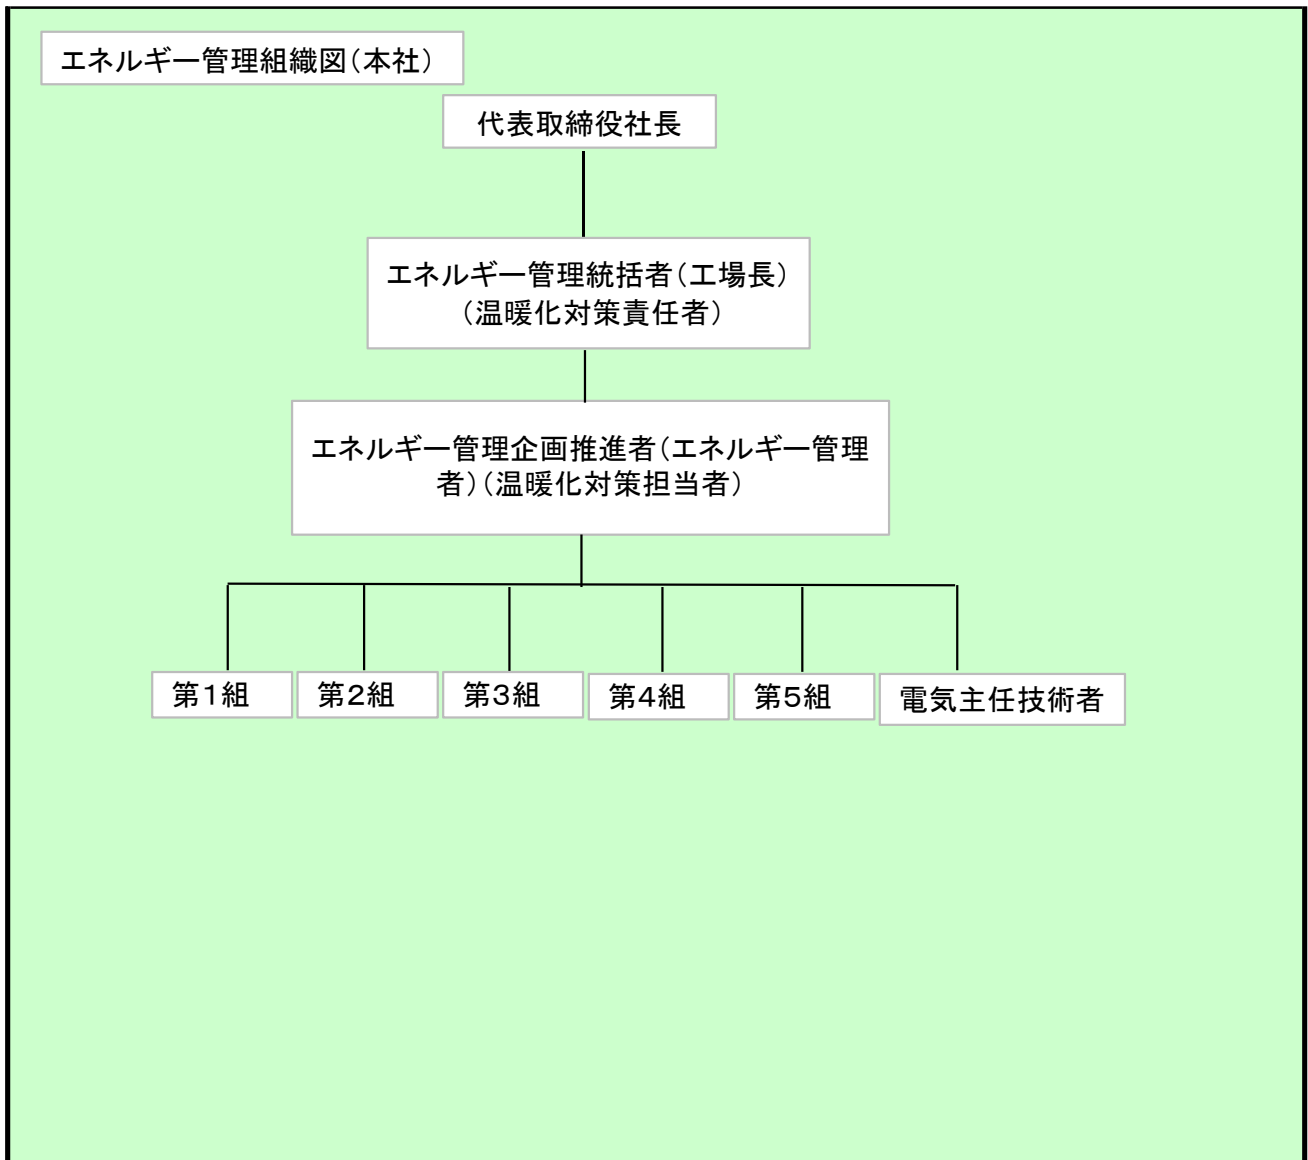 エネルギー管理組織図（本社）
代表取締役社長
エネルギー管理統括者（工場長）
（温暖化対策責任者）
エネルギー管理企画推進者（エネルギー管理
者）（温暖化対策担当者）
第１組
第２組
第３組
第４組
第５組
電気主任技術者